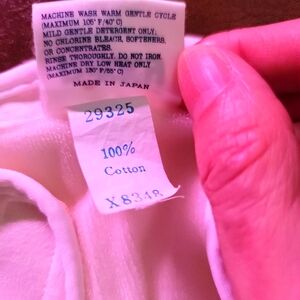 MACHINE WASH WARM GENTLE CYCLE
(MAXIMUM 105°F/40°C)
MILD GENTLE DETERGENT ONLY;
NO CHLORINE BLEACH, SOFTENERS,
OR CONCENTRATES.
RINSE THOROUGHLY. DO NOT IRON.
MACHINE DRY LOW HEAT ONLY
(MAXIMUM 130°F/55°C)
MADE IN JAPAN
29325
100%
Cotton
X8348